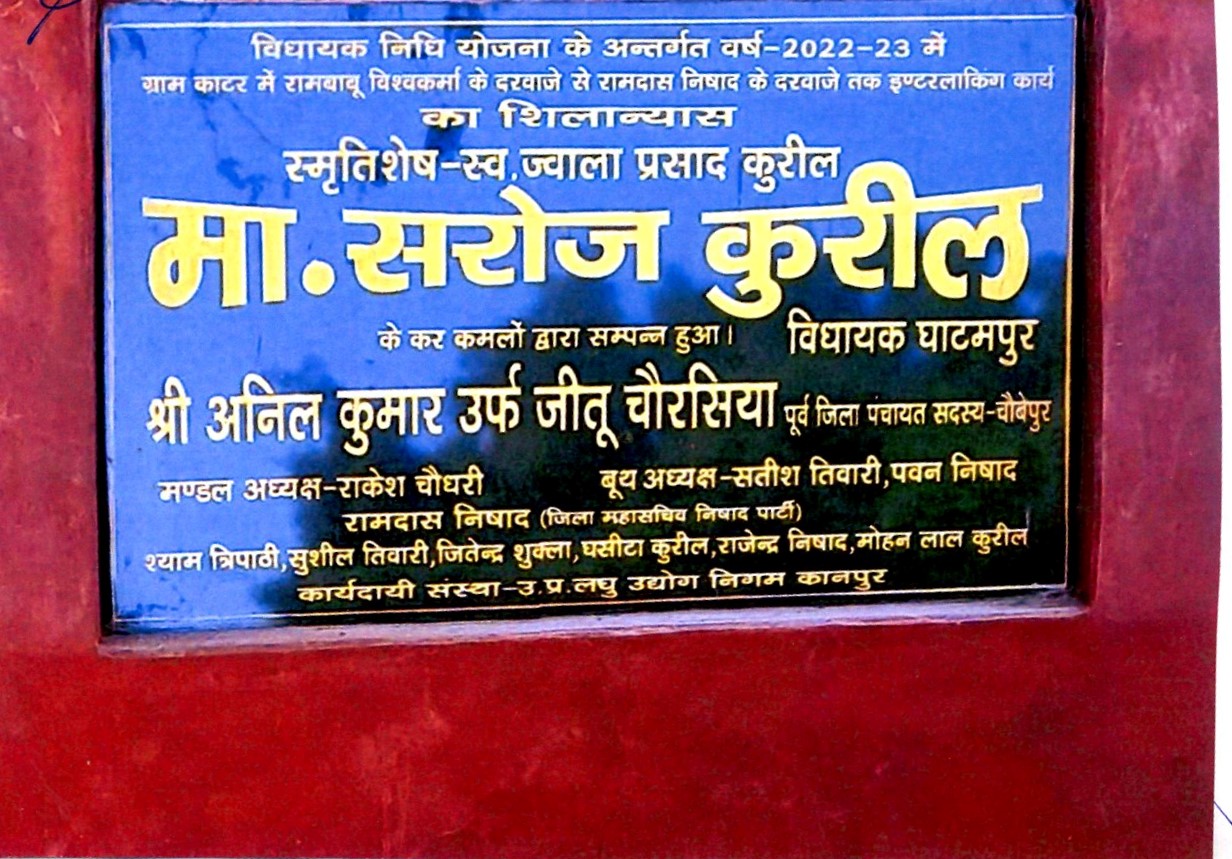 विधायक निधि योजना के अन्तर्गत वर्ष-2022-23 में
ग्राम काटर में रामबाबू विश्वकर्मा के दरवाजे से रामदास निषाद के दरवाजे तक इण्टरलाकिंग कार्य
का शिलान्यास
स्मृतिशेष-स्व.ज्वाला प्रसाद कुरील
मा.सरोज कुरील
के कर कमलों द्वारा सम्पन्न हुआ। विधायक घाटमपुर
श्री अनिल कुमार उर्फ जीतू चौरसिया पूर्व जिला पंचायत सदस्य-चौबेपुर
मण्डल अध्यक्ष-राकेश चौधरी बूथ अध्यक्ष-सतीश तिवारी,पवन निषाद
रामदास निषाद (जिला महासचिव निषाद पार्टी)
श्याम त्रिपाठी,सुशील तिवारी,जितेन्द्र शुक्ला,घसीटा कुरील,राजेन्द्र निषाद,मोहन लाल कुरील
कार्यदायी संस्था-उ.प्र.लघु उद्योग निगम कानपुर